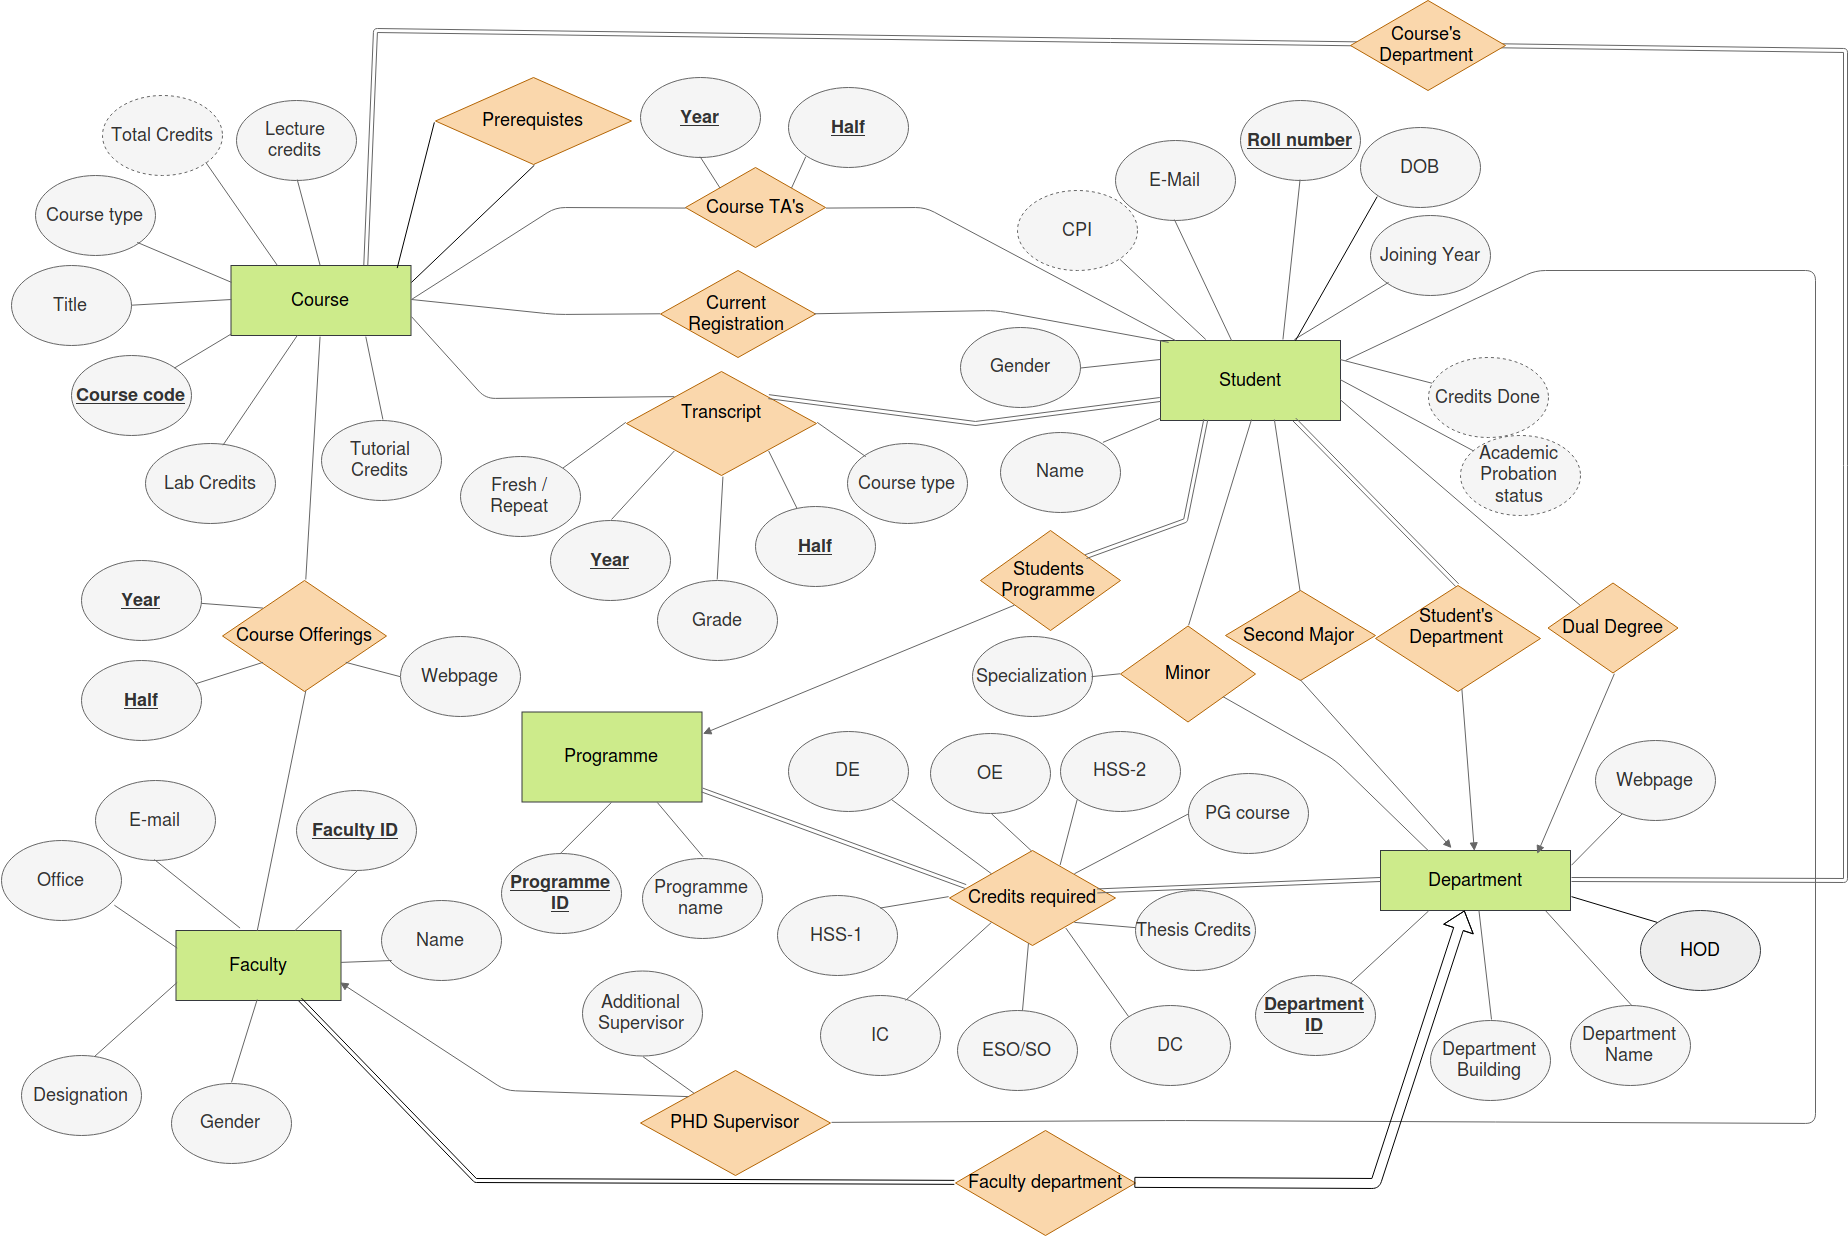 Course's
Department
Prerequistes
Year
Half
Total Credits
Lecture
credits
Roll number
DOB
E-Mail
Course type
Course TA's
CPI
Joining Year
Title
Course
Current
Registration
Gender
Student
Credits Done
Course code
Transcript
Academic
Probation
status
Name
Tutorial
Credits
Lab Credits
Fresh /
Repeat
Course type
Year
Half
Grade
Students
Programme
Year
Course Offerings
Half
Webpage
Second Major
Student's
Department
Dual Degree
Minor
Specialization
Programme
DE
OE
HSS-2
PG course
Webpage
E-mail
Faculty ID
Office
Programme
ID
Programme
name
Credits required
Department
HSS-1
Thesis Credits
Name
Faculty
HOD
Additional
Supervisor
IC
ESO/SO
DC
Department
ID
Department
Building
Department
Name
Designation
Gender
PHD Supervisor
Faculty department